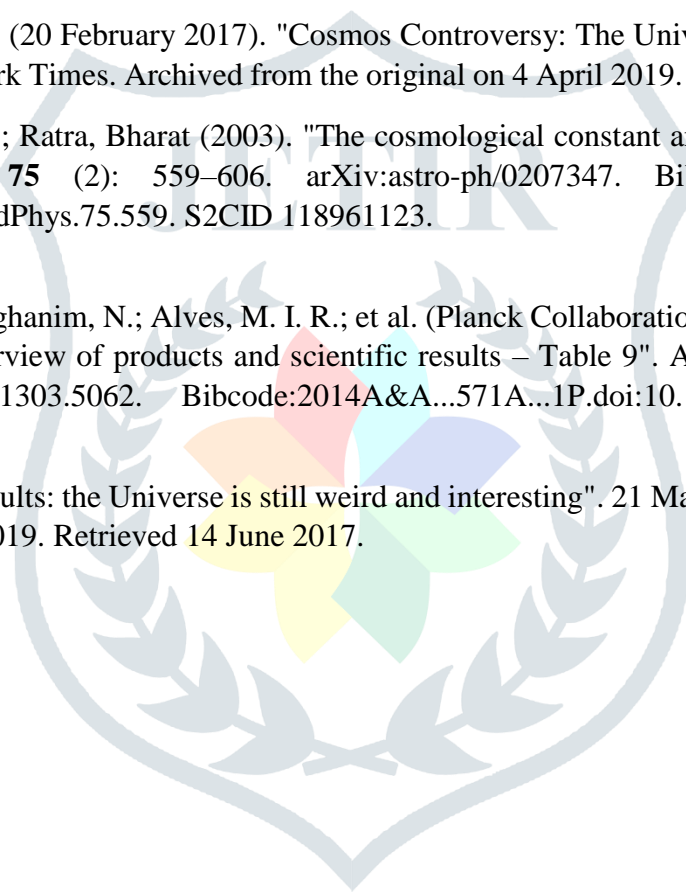 (20 February 2017). "Cosmos Controversy: The Univ
rk Times. Archived from the original on 4 April 2019.
; Ratra, Bharat (2003). "The cosmological constant a
75 (2): 559–606. arXiv:astro-ph/0207347. Bi
dPhys.75.559. S2CID 118961123.
JETIR
ghanim, N.; Alves, M. I. R.; et al. (Planck Collaboratio
rview of products and scientific results – Table 9". A
1303.5062. Bibcode:2014A&A...571A...1P.doi:10.
ults: the Universe is still weird and interesting". 21 Ma
019. Retrieved 14 June 2017.